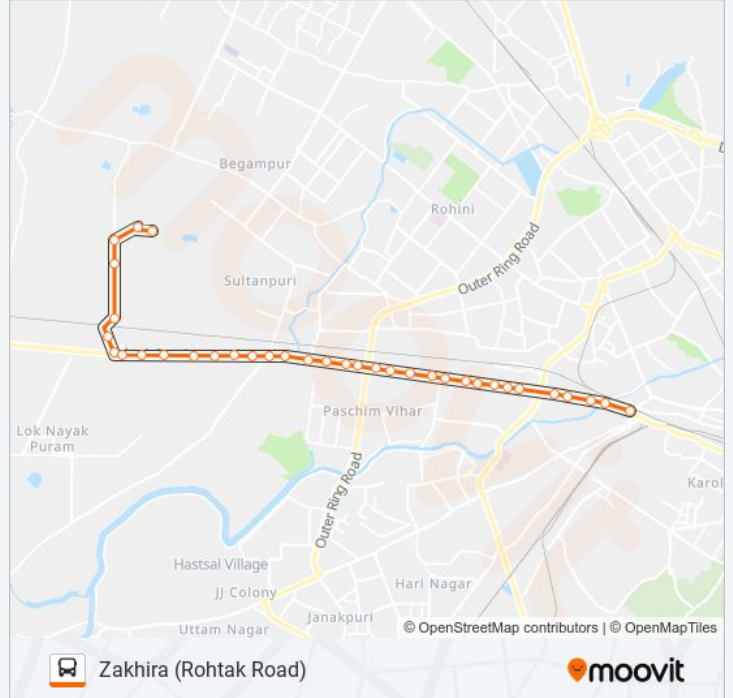 Begampur
Rohini
Outer Ring Road
Sultanpuri
Paschim Vihar
Lok Nayak
Puram
Karol
Outer Ring Road
Hastsal Village
JJ Colony
Hari Nagar
Janakpuri
Uttam Nagar
© OpenStreetMap contributors | © OpenMapTiles
Zakhira (Rohtak Road)
moovit